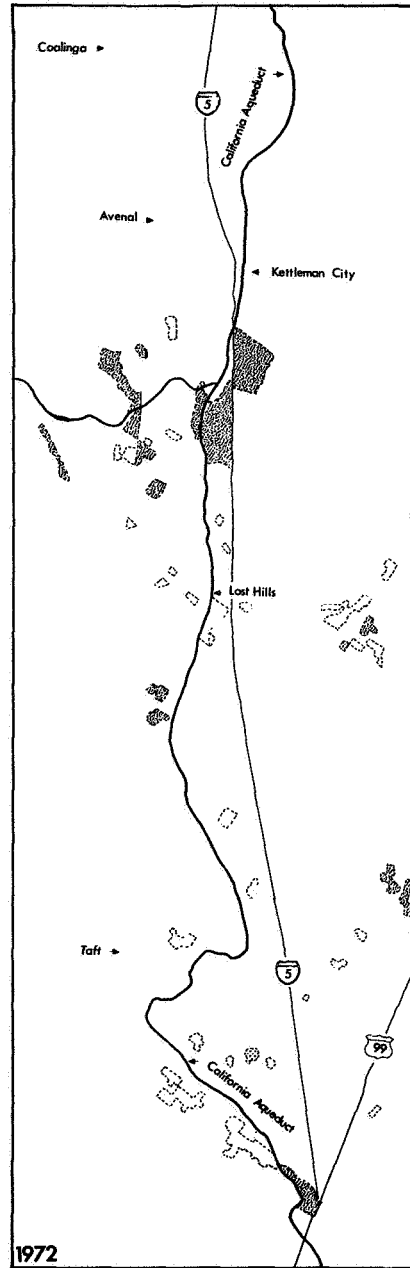 Coalinga
5
California Aqueduct
Avenal
Kettleman City
Lost Hills
Taft
5
99
California Aqueduct
1972